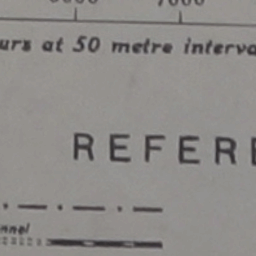 7000
urs at 50 metre interva
REFERE
nnel